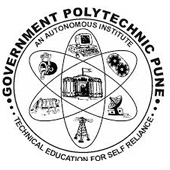 GOVERNMENT POLYTECHNIC PUNE
AN AUTONOMOUS INSTITUTE
TECHNICAL EDUCATION FOR SELF RELIANCE